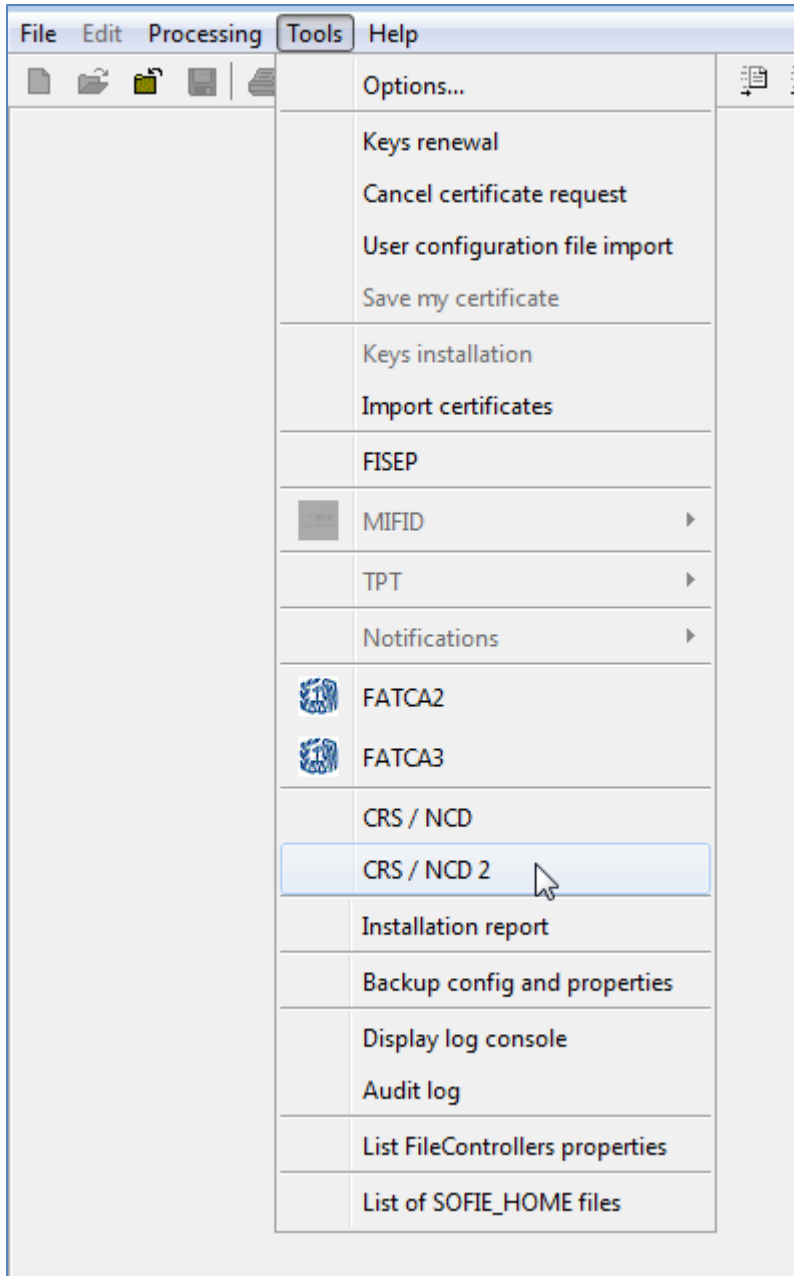 File Edit Processing Tools Help
Options...
Keys renewal
Cancel certificate request
User configuration file import
Save my certificate
Keys installation
Import certificates
FISEP
MIFID
TPT
Notifications
FATCA2
FATCA3
CRS / NCD
CRS / NCD 2
Installation report
Backup config and properties
Display log console
Audit log
List FileControllers properties
List of SOFIE_HOME files